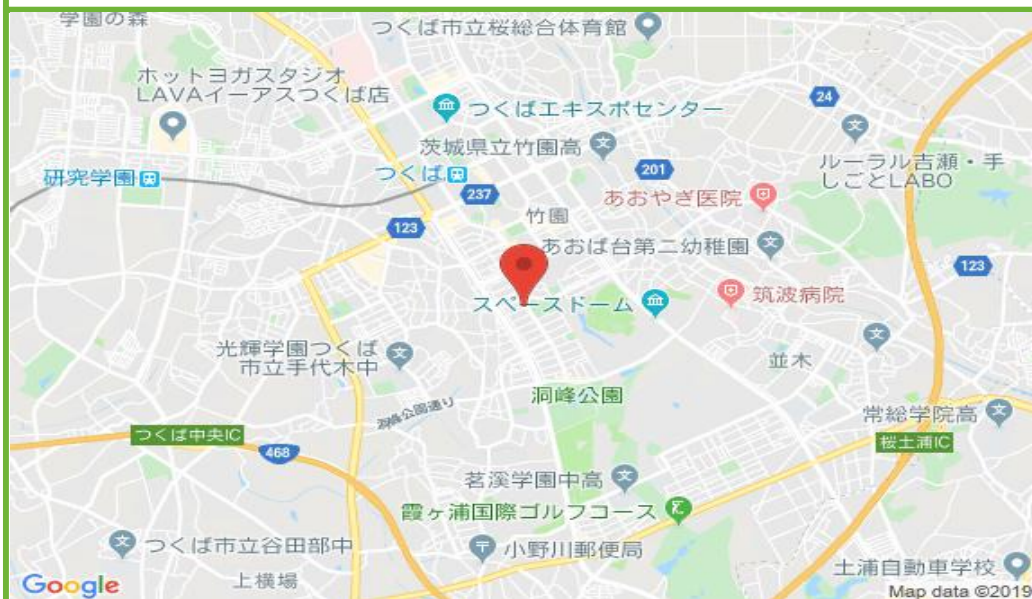 学園の森
つくば市立桜総合体育館
ホットヨガスタジオ
LAVAイーアスつくば店
つくばエキスポセンター
24
茨城県立竹園高
ルーラル吉瀬・手
しごとLABO
研究学園
つくば
201
237
あおやぎ医院
竹園
123
あおば台第二幼稚園
123
スペースドーム
筑波病院
光輝学園つくば
市立手代木中
並木
洞峰公園
洞峰公園通り
常総学院高
つくば中央IC
桜土浦IC
468
茗溪学園中高
霞ヶ浦国際ゴルフコース
つくば市立谷田部中
小野川郵便局
土浦自動車学校
上横場
Google
Map data ©2019